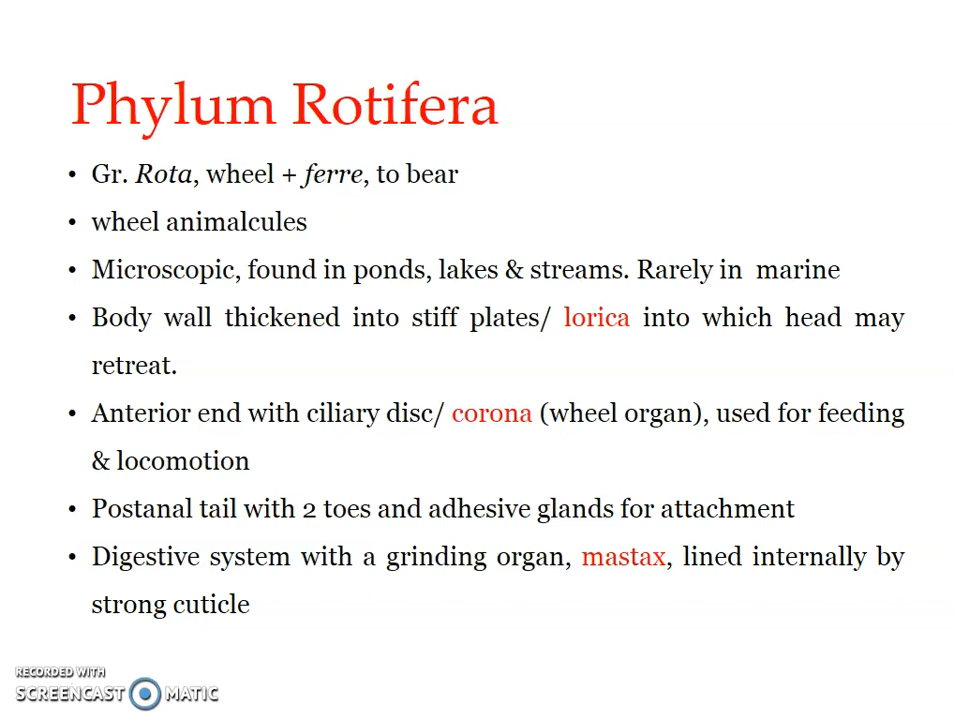 Phylum Rotifera
• Gr. Rota, wheel + ferre, to bear
• wheel animalcules
• Microscopic, found in ponds, lakes & streams. Rarely in marine
• Body wall thickened into stiff plates/ lorica into which head may
retreat.
• Anterior end with ciliary disc/ corona (wheel organ), used for feeding
& locomotion
• Postanal tail with 2 toes and adhesive glands for attachment
• Digestive system with a grinding organ, mastax, lined internally by
strong cuticle
RECORDED WITH
SCREENCAST MATIC